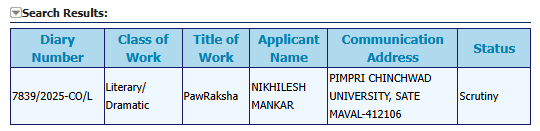 Search Results:
Diary Number
Class of Work
Title of Work
Applicant Name
Communication Address
Status
7839/2025-CO/L
Literary/ Dramatic
PawRaksha
NIKHILESH MANKAR
PIMPRI CHINCHWAD UNIVERSITY, SATE MAVAL-412106
Scrutiny